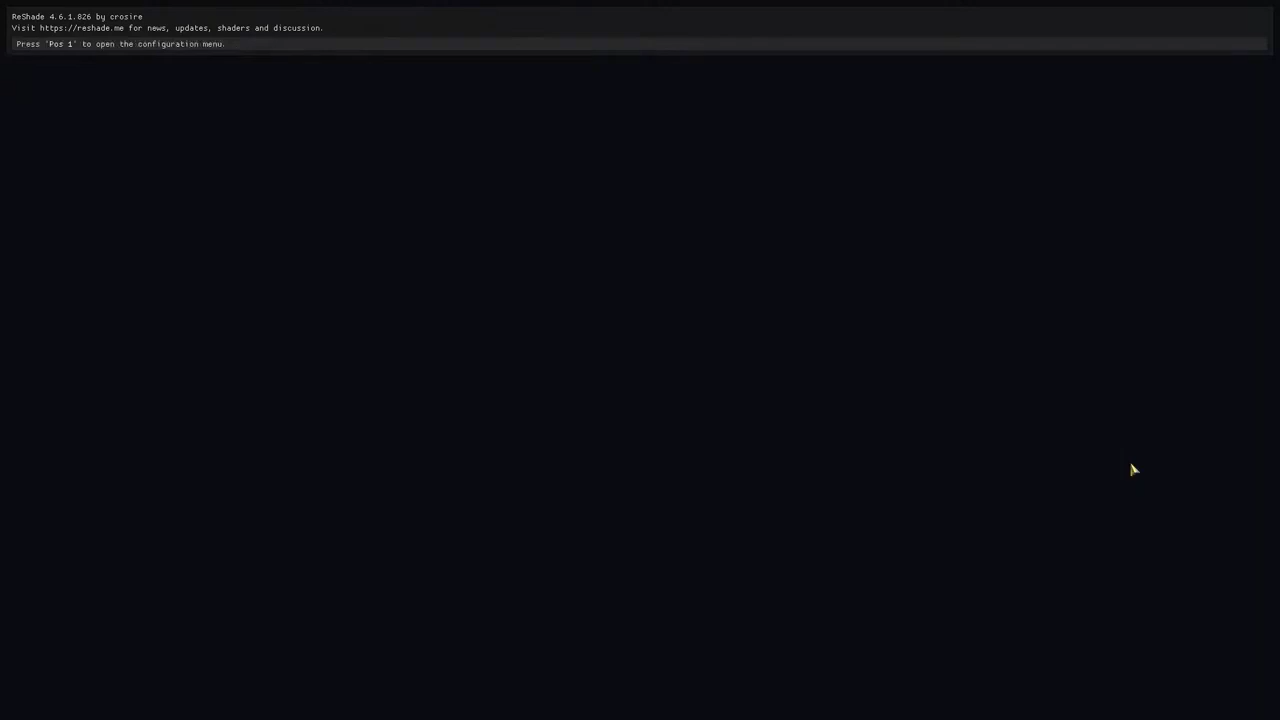 ReShade 4.6.1.826 by crosire
Visit https://reshade.me for news, updates, shaders and discussion.
Press 'Pos 1' to open the configuration menu.